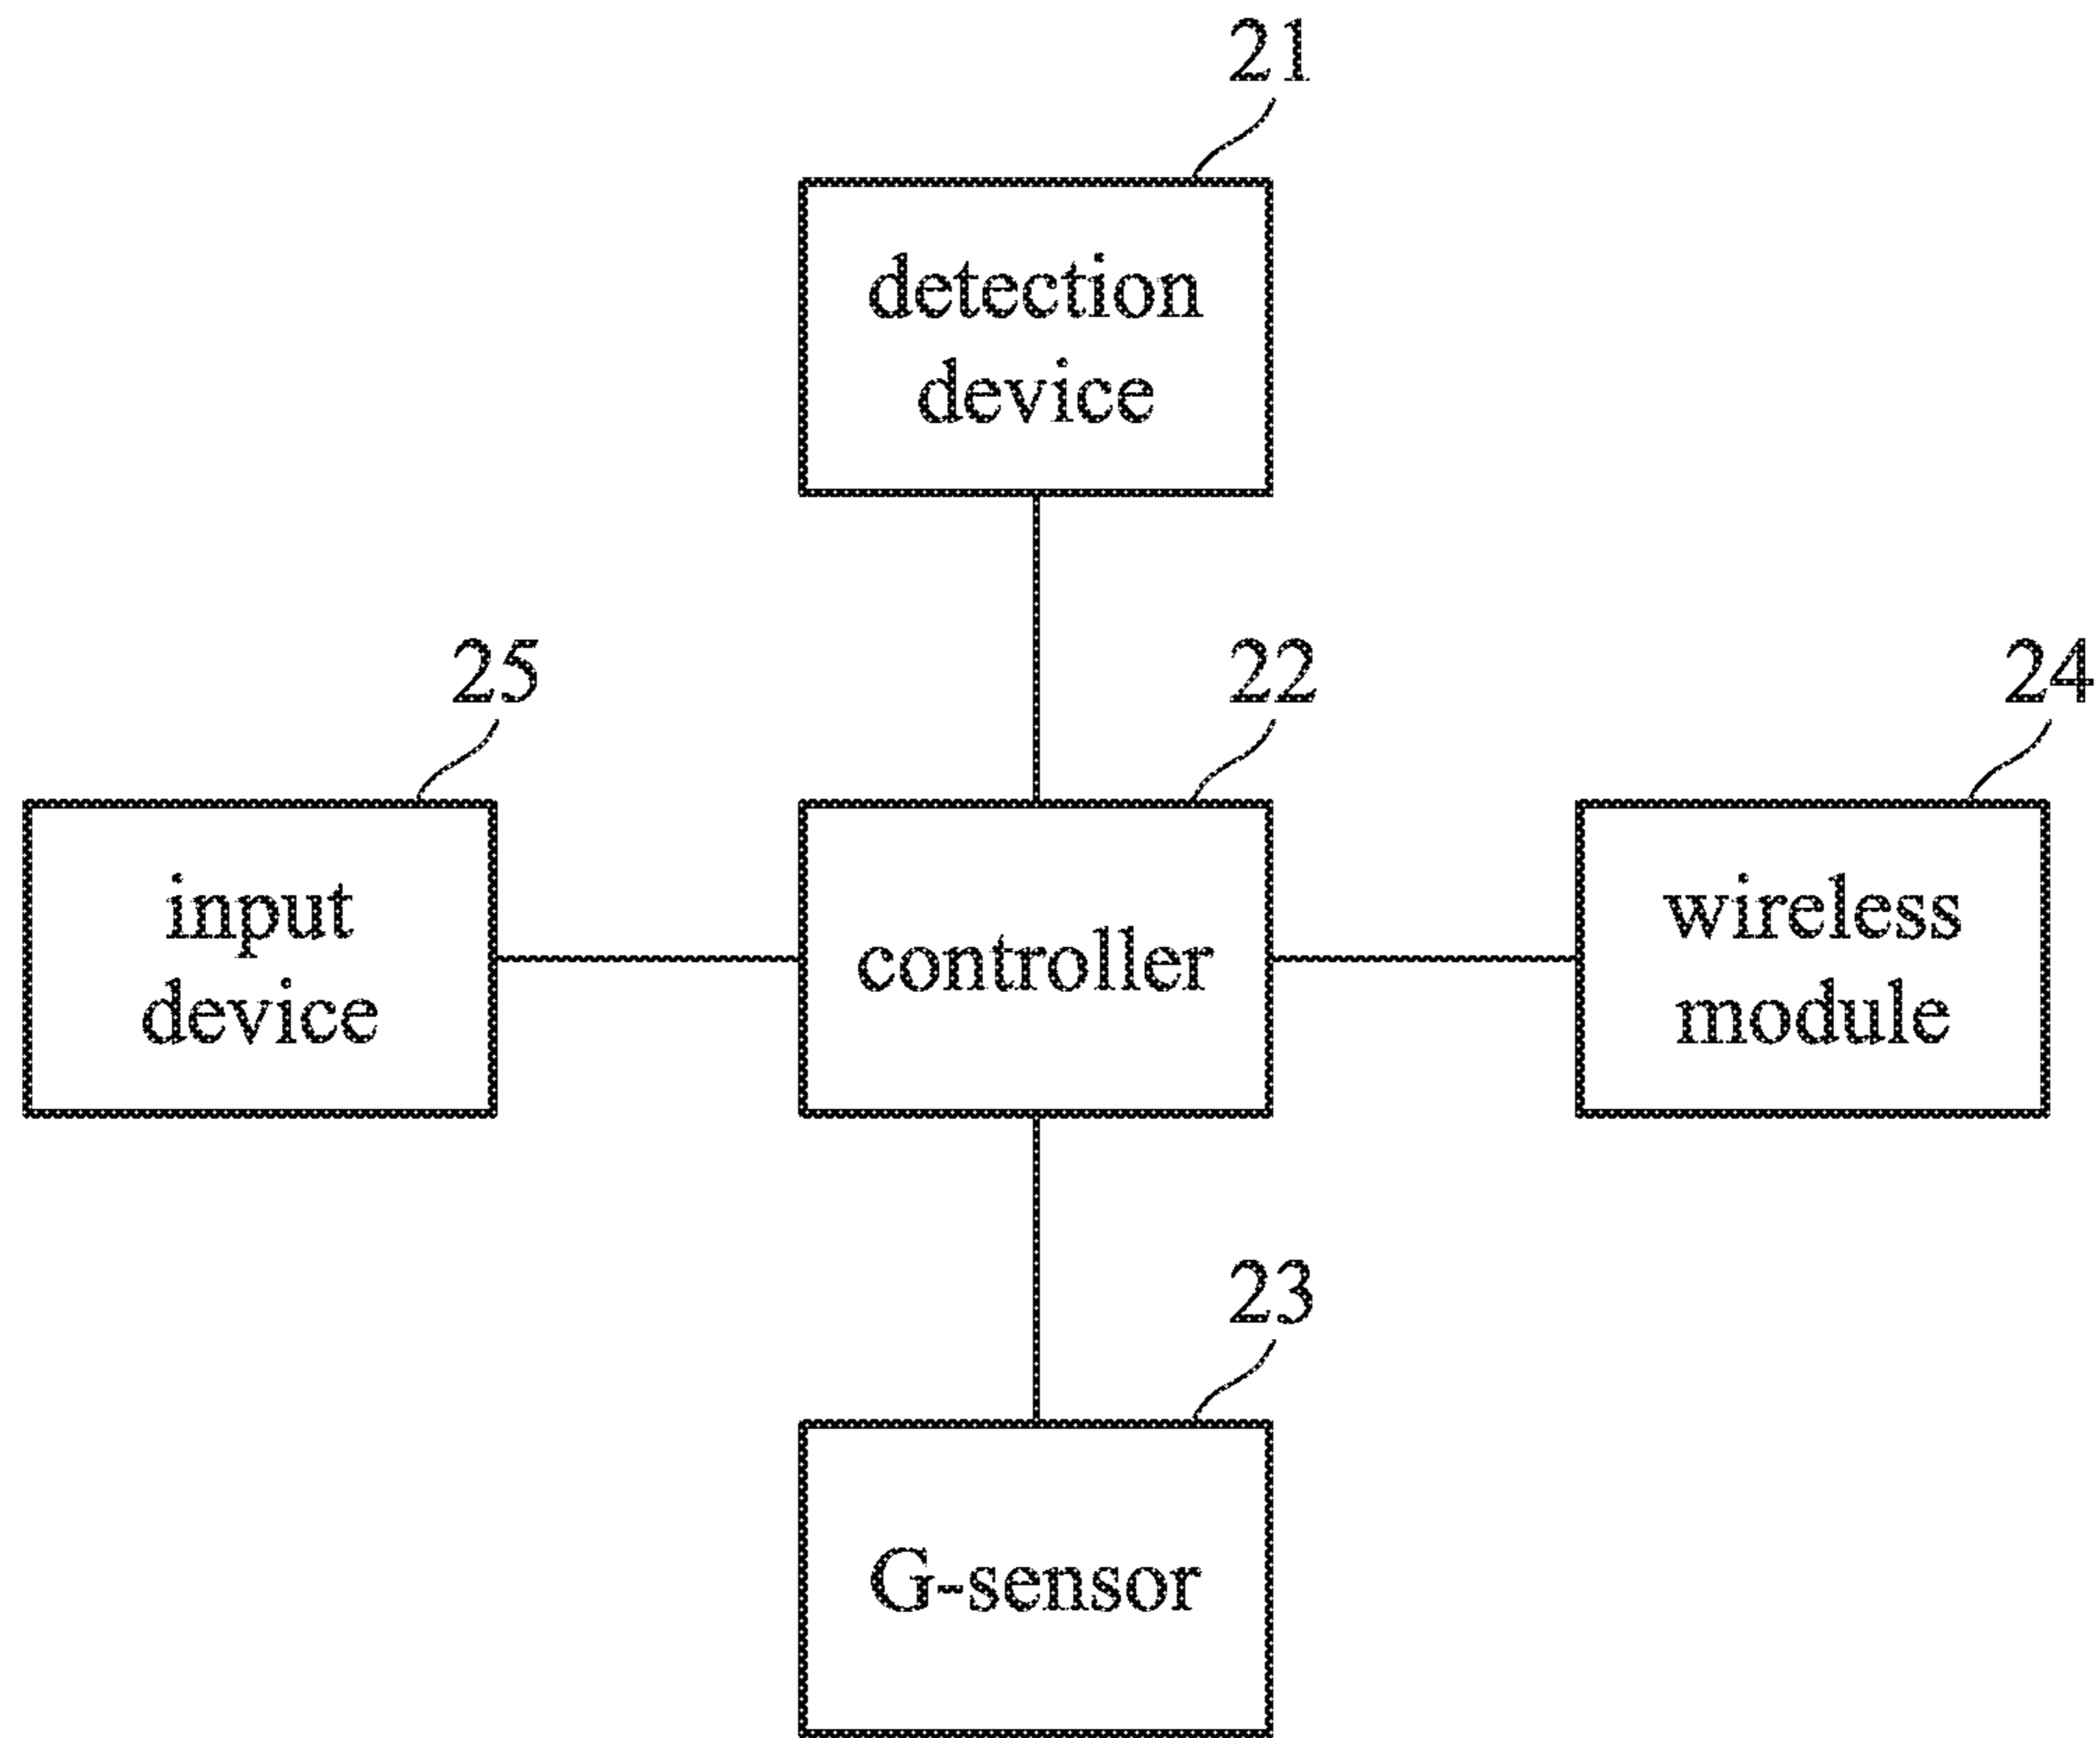 21
detection
device
25
22
24
input
device
controller
wireless
module
23
G-sensor